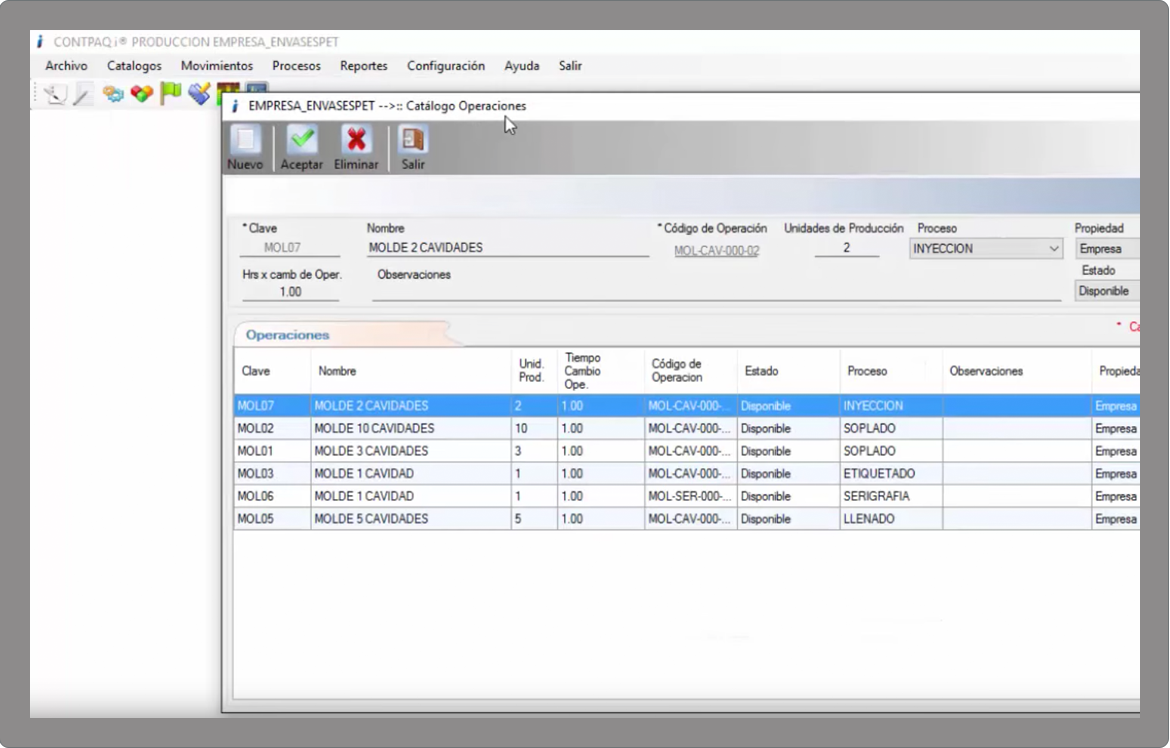 CONTPAQ i® PRODUCCION EMPRESA_ENVASESPET
Archivo Catalogos Movimientos Procesos Reportes Configuración Ayuda Salir
EMPRESA_ENVASESPET -->:: Catálogo Operaciones
Nuevo Aceptar Eliminar Salir
* Clave Nombre * Código de Operación Unidades de Producción Proceso Propiedad
MOL07 MOLDE 2 CAVIDADES MOL-CAV-000-02 2 INYECCION Empresa
Hrs x camb de Oper. Observaciones Estado
1.00 Disponible
Operaciones *
Clave Nombre Unid. Prod. Tiempo Cambio Ope. Código de Operacion Estado Proceso Observaciones Propieda
MOL07 MOLDE 2 CAVIDADES 2 1.00 MOL-CAV-000-... Disponible INYECCION Empresa
MOL02 MOLDE 10 CAVIDADES 10 1.00 MOL-CAV-000-... Disponible SOPLADO Empresa
MOL01 MOLDE 3 CAVIDADES 3 1.00 MOL-CAV-000-... Disponible SOPLADO Empresa
MOL03 MOLDE 1 CAVIDAD 1 1.00 MOL-CAV-000-... Disponible ETIQUETADO Empresa
MOL06 MOLDE 1 CAVIDAD 1 1.00 MOL-SER-000-... Disponible SERIGRAFIA Empresa
MOL05 MOLDE 5 CAVIDADES 5 1.00 MOL-CAV-000-... Disponible LLENADO Empresa